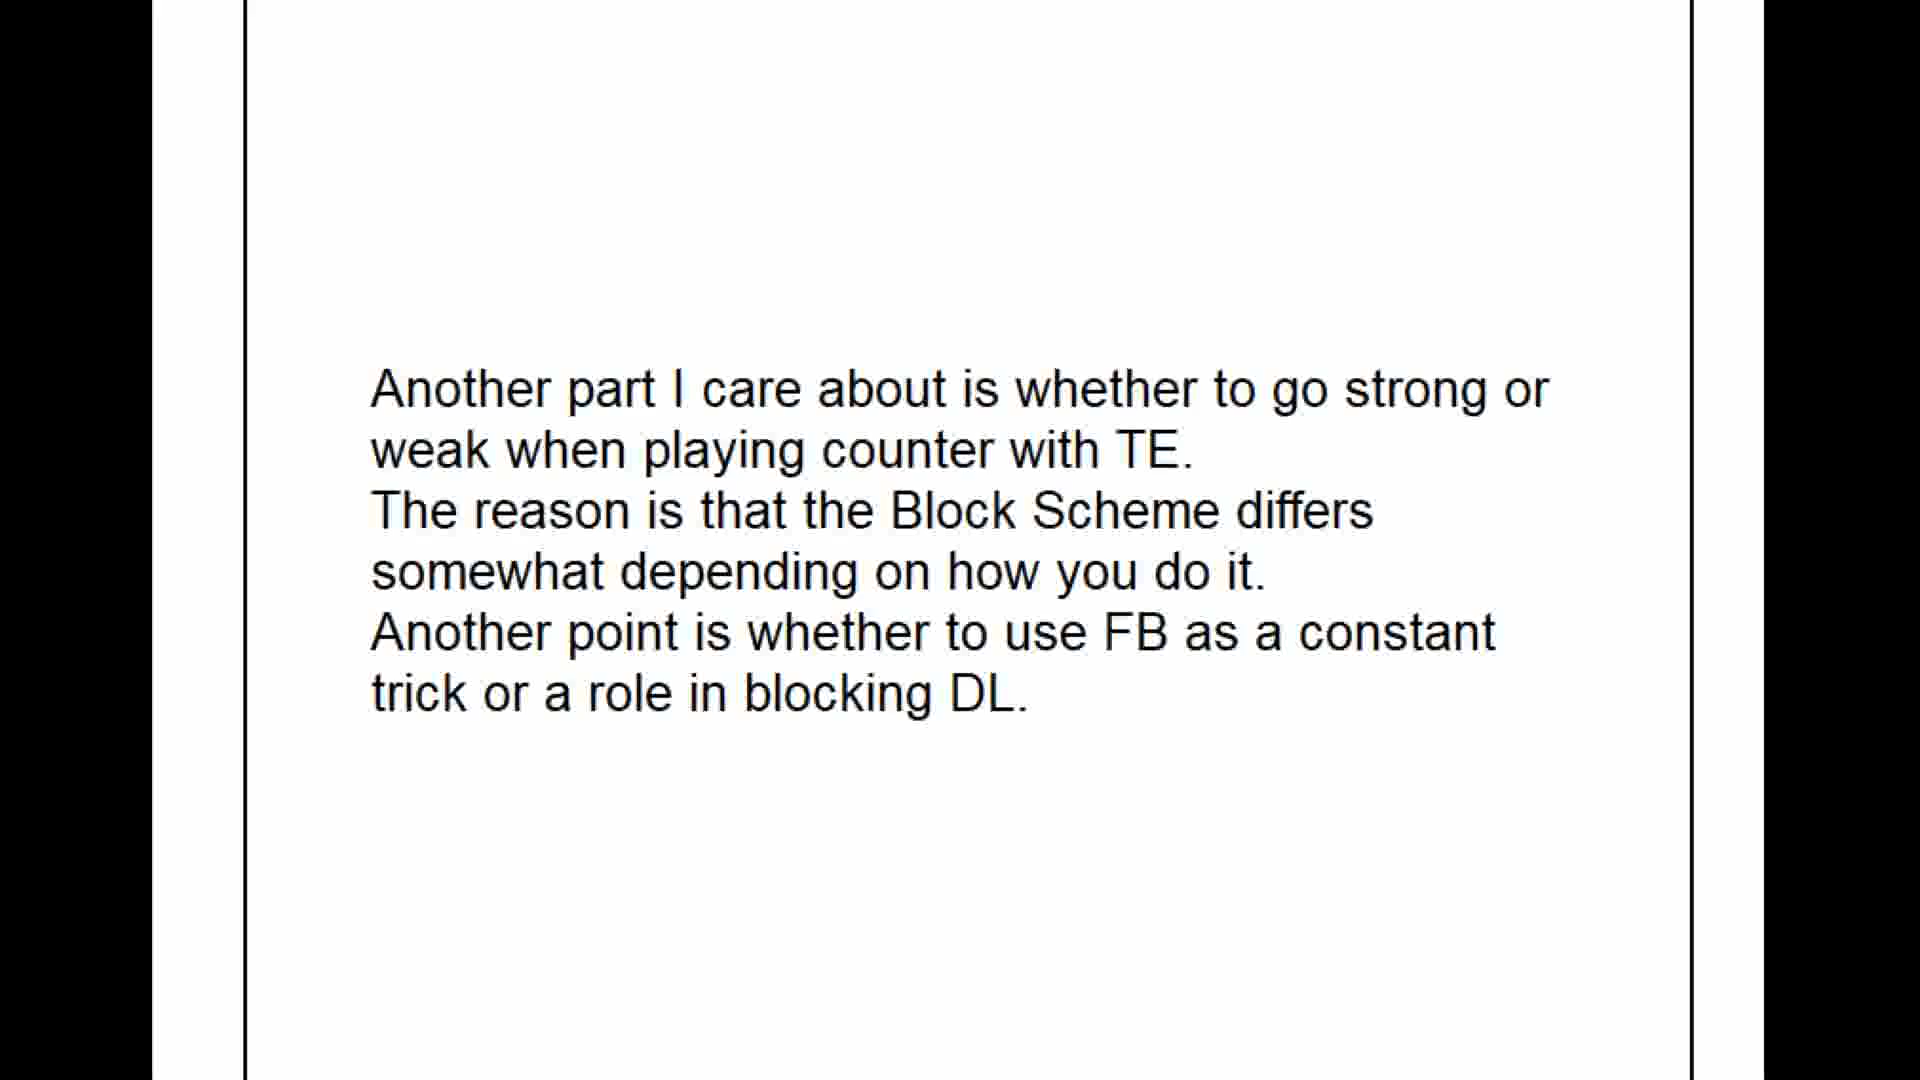 Another part I care about is whether to go strong or
weak when playing counter with TE.
The reason is that the Block Scheme differs
somewhat depending on how you do it.
Another point is whether to use FB as a constant
trick or a role in blocking DL.